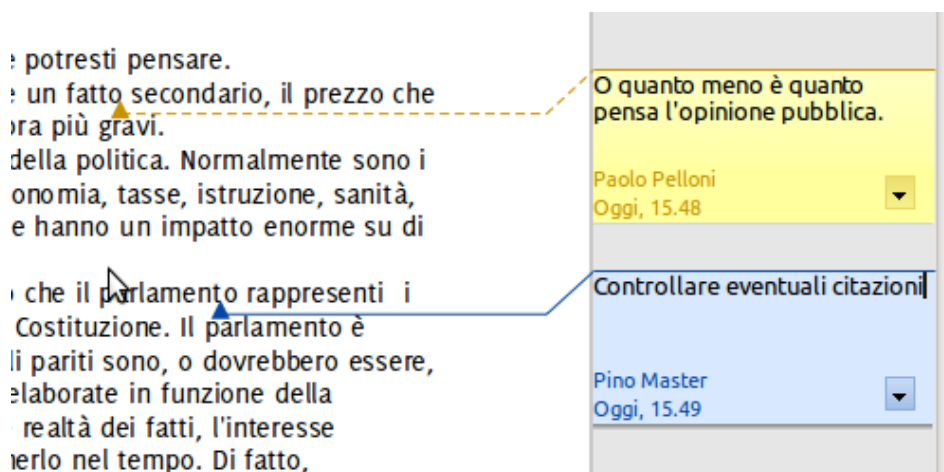 potresti pensare.
un fatto secondario, il prezzo che
ora più gravi.
della politica. Normalmente sono i
onomia, tasse, istruzione, sanità,
e hanno un impatto enorme su di
che il parlamento rappresenti i
Costituzione. Il parlamento è
li pariti sono, o dovrebbero essere,
elaborate in funzione della
realtà dei fatti, l'interesse
nerlo nel tempo. Di fatto,
O quanto meno è quanto
pensa l'opinione pubblica.
Paolo Pelloni
Oggi, 15.48
Controllare eventuali citazioni
Pino Master
Oggi, 15.49